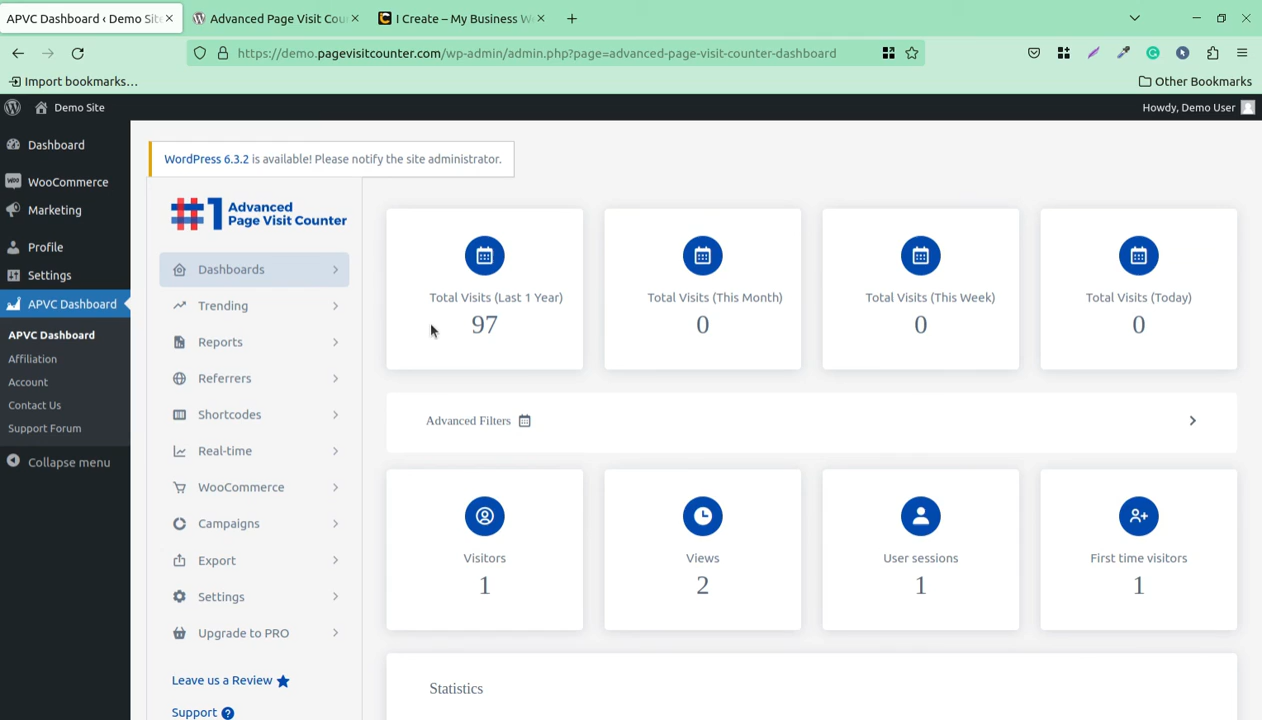 APVC Dashboard ‹ Demo Site
Advanced Page Visit Cou
I Create – My Business W
https://demo.pagevisitcounter.com/wp-admin/admin.php?page=advanced-page-visit-counter-dashboard
Import bookmarks…
Other Bookmarks
Demo Site
Howdy, Demo User
Dashboard
WooCommerce
Marketing
Profile
Settings
APVC Dashboard
APVC Dashboard
Affiliation
Account
Contact Us
Support Forum
Collapse menu
WordPress 6.3.2 is available! Please notify the site administrator.
#1 Advanced
Page Visit Counter
Dashboards
Trending
Reports
Referrers
Shortcodes
Real-time
WooCommerce
Campaigns
Export
Settings
Upgrade to PRO
Leave us a Review
Support
Total Visits (Last 1 Year)
97
Total Visits (This Month)
0
Total Visits (This Week)
0
Total Visits (Today)
0
Advanced Filters
Visitors
1
Views
2
User sessions
1
First time visitors
1
Statistics